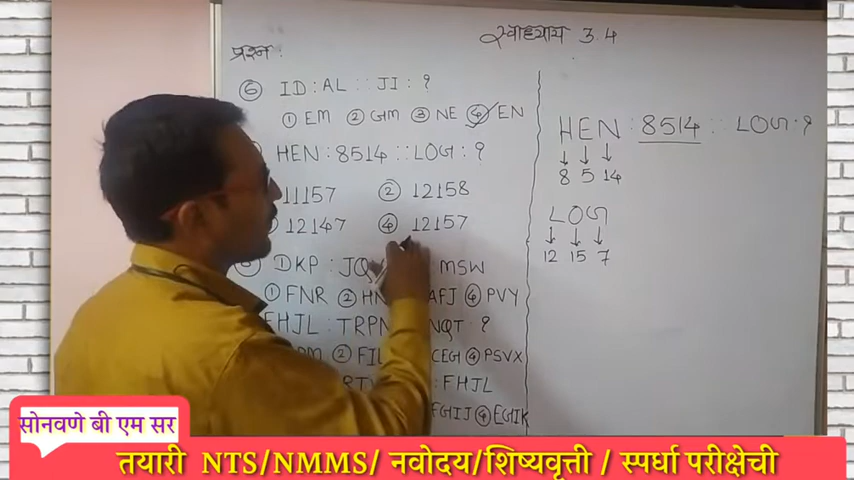 स्वाध्याय 3.4
प्रश्न :
⑥ ID : AL : : JI : ?
① EM ② GM ③ NE ④ EN
HEN : 8514 : : LOG : ?
11157 ② 12158
12147 ④ 12157
DKP : JQ MSW
① FNR ② HN AFJ ④ PVY
FHJL : TRPN NQT : ?
② FIL CEGI ④ PSVX
: FHJL
FGIJ ④ EGIK
HEN : 8514 : : LOG : ?
8 5 14
LOG
12 15 7
सोनवणे बी एम सर
तयारी NTS/NMMS/ नवोदय/शिष्यवृत्ती / स्पर्धा परीक्षेची